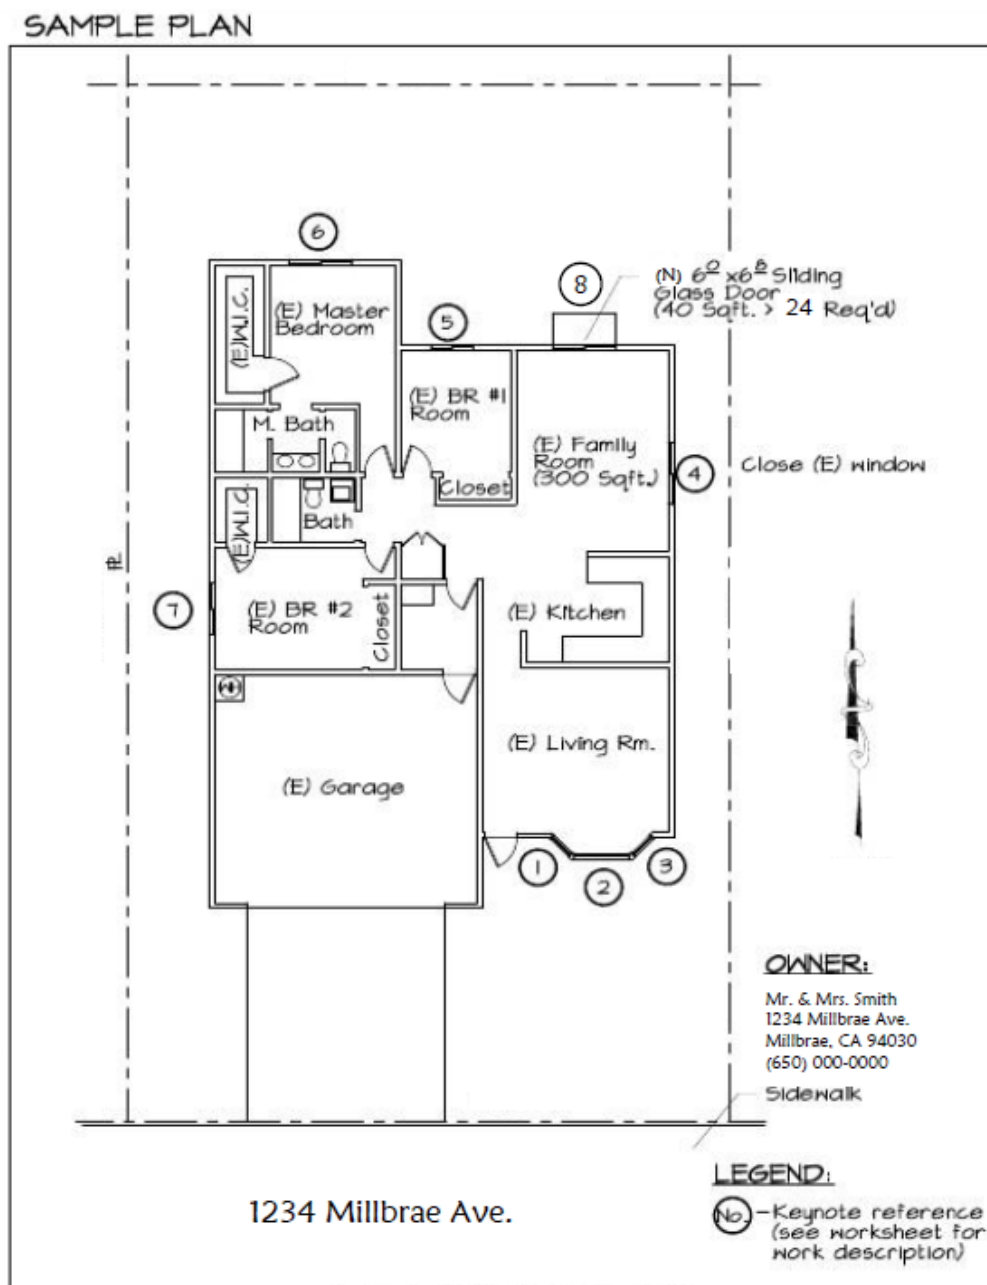 SAMPLE PLAN
6
8
(N) 6⁰ x6⁸ Sliding
Glass Door
(40 Sqft. > 24 Req'd)
5
(E) W.I.C.
(E) Master
Bedroom
(E) BR #1
Room
M. Bath
(E) Family
Room
(300 Sqft.)
4
Close (E) window
Closet
(E) W.I.C.
Bath
PL
7
(E) BR #2
Room
Closet
(E) Kitchen
WH
(E) Living Rm.
(E) Garage
1
2
3
OWNER:
Mr. & Mrs. Smith
1234 Millbrae Ave.
Millbrae, CA 94030
(650) 000-0000
Sidewalk
LEGEND:
No. - Keynote reference
(see worksheet for
work description)
1234 Millbrae Ave.